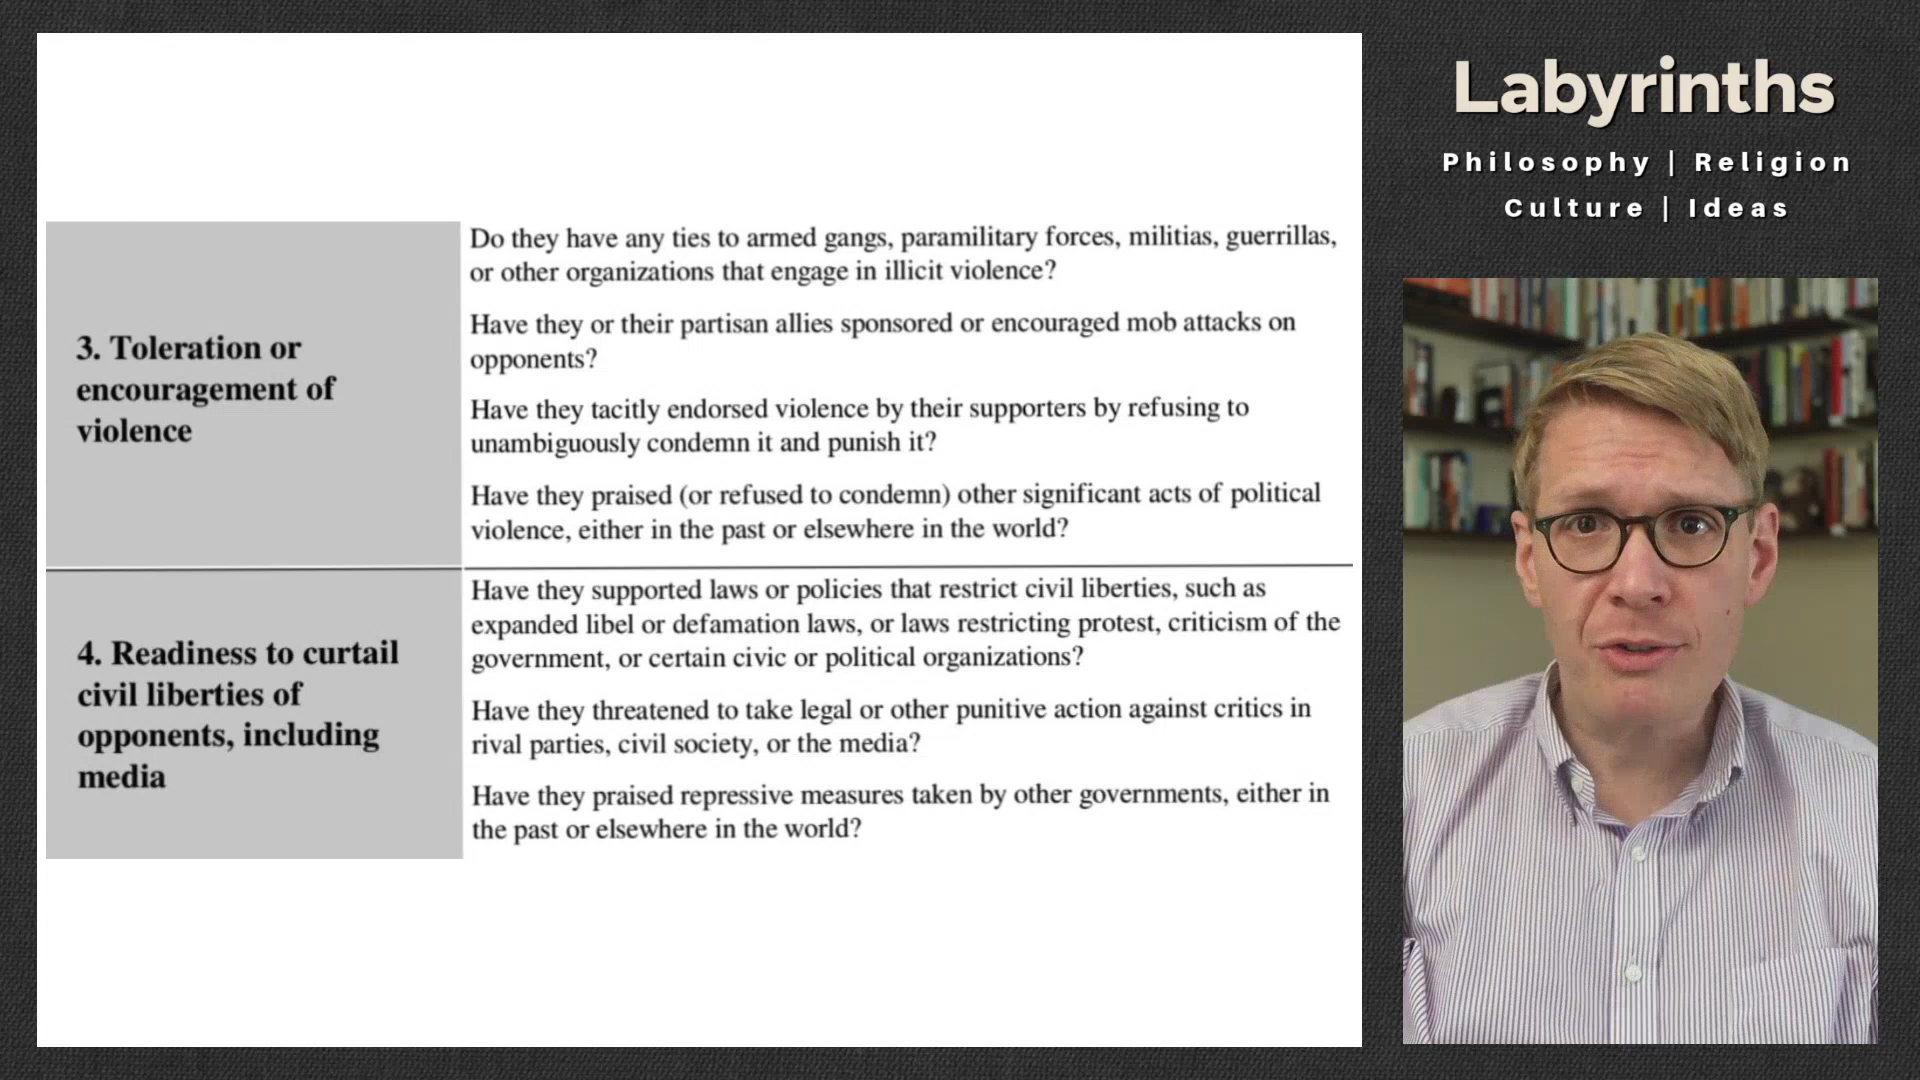 Labyrinths
Philosophy | Religion
Culture | Ideas
3. Toleration or
encouragement of
violence
Do they have any ties to armed gangs, paramilitary forces, militias, guerrillas,
or other organizations that engage in illicit violence?
Have they or their partisan allies sponsored or encouraged mob attacks on
opponents?
Have they tacitly endorsed violence by their supporters by refusing to
unambiguously condemn it and punish it?
Have they praised (or refused to condemn) other significant acts of political
violence, either in the past or elsewhere in the world?
4. Readiness to curtail
civil liberties of
opponents, including
media
Have they supported laws or policies that restrict civil liberties, such as
expanded libel or defamation laws, or laws restricting protest, criticism of the
government, or certain civic or political organizations?
Have they threatened to take legal or other punitive action against critics in
rival parties, civil society, or the media?
Have they praised repressive measures taken by other governments, either in
the past or elsewhere in the world?